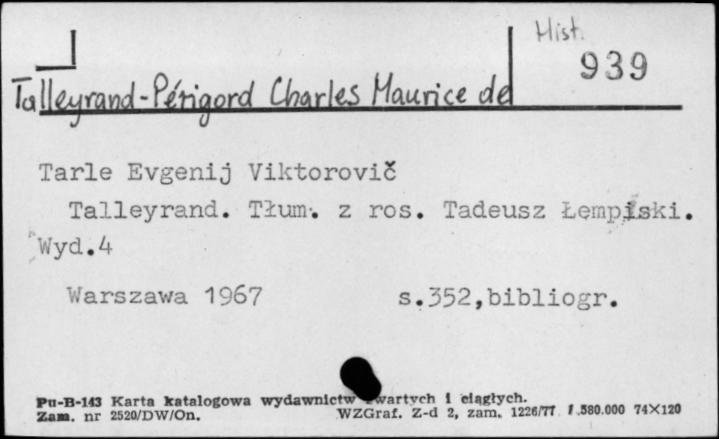 Hist.
939
Talleyrand-Périgord Charles Maurice de
Tarle Evgenij Viktorovič
Talleyrand. Tłum. z ros. Tadeusz Łempiski.
Wyd.4
Warszawa 1967 s.352,bibliogr.
Pu-B-143 Karta katalogowa wydawnictw zwartych i ciągłych.
Zam. nr 2520/DW/On. WZGraf. Z-d 2, zam. 1226/77 1.580.000 74×120